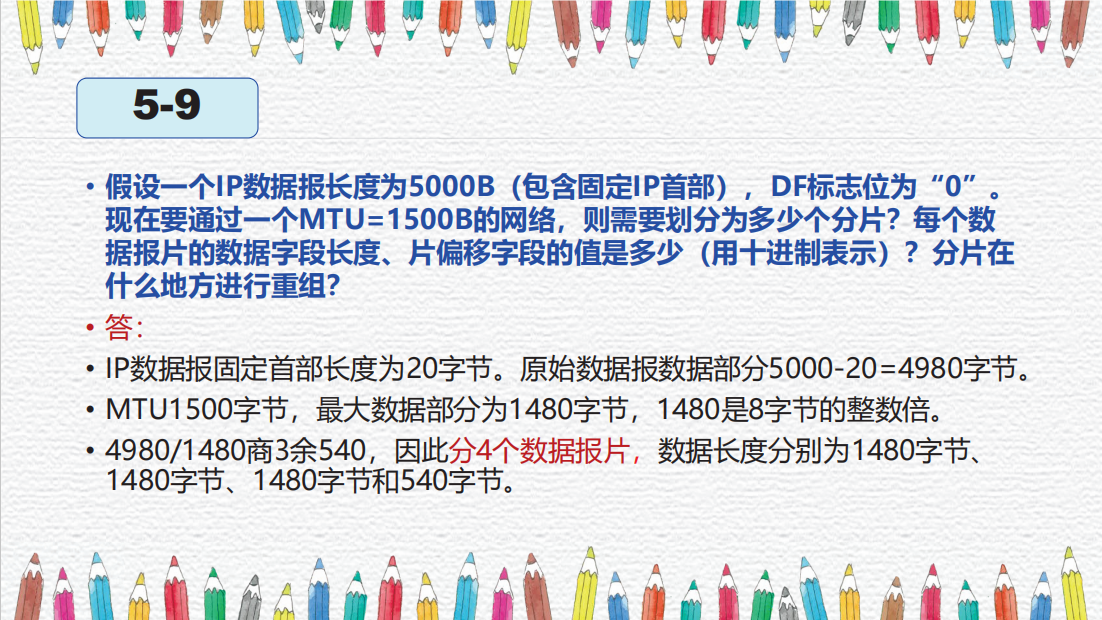 5-9
• 假设一个IP数据报长度为5000B（包含固定IP首部），DF标志位为“0”。
现在要通过一个MTU=1500B的网络，则需要划分为多少个分片？每个数
据报片的数据字段长度、片偏移字段的值是多少（用十进制表示）？分片在
什么地方进行重组？
• 答：
• IP数据报固定首部长度为20字节。原始数据报数据部分5000-20=4980字节。
• MTU1500字节，最大数据部分为1480字节，1480是8字节的整数倍。
• 4980/1480商3余540，因此分4个数据报片，数据长度分别为1480字节、
1480字节、1480字节和540字节。